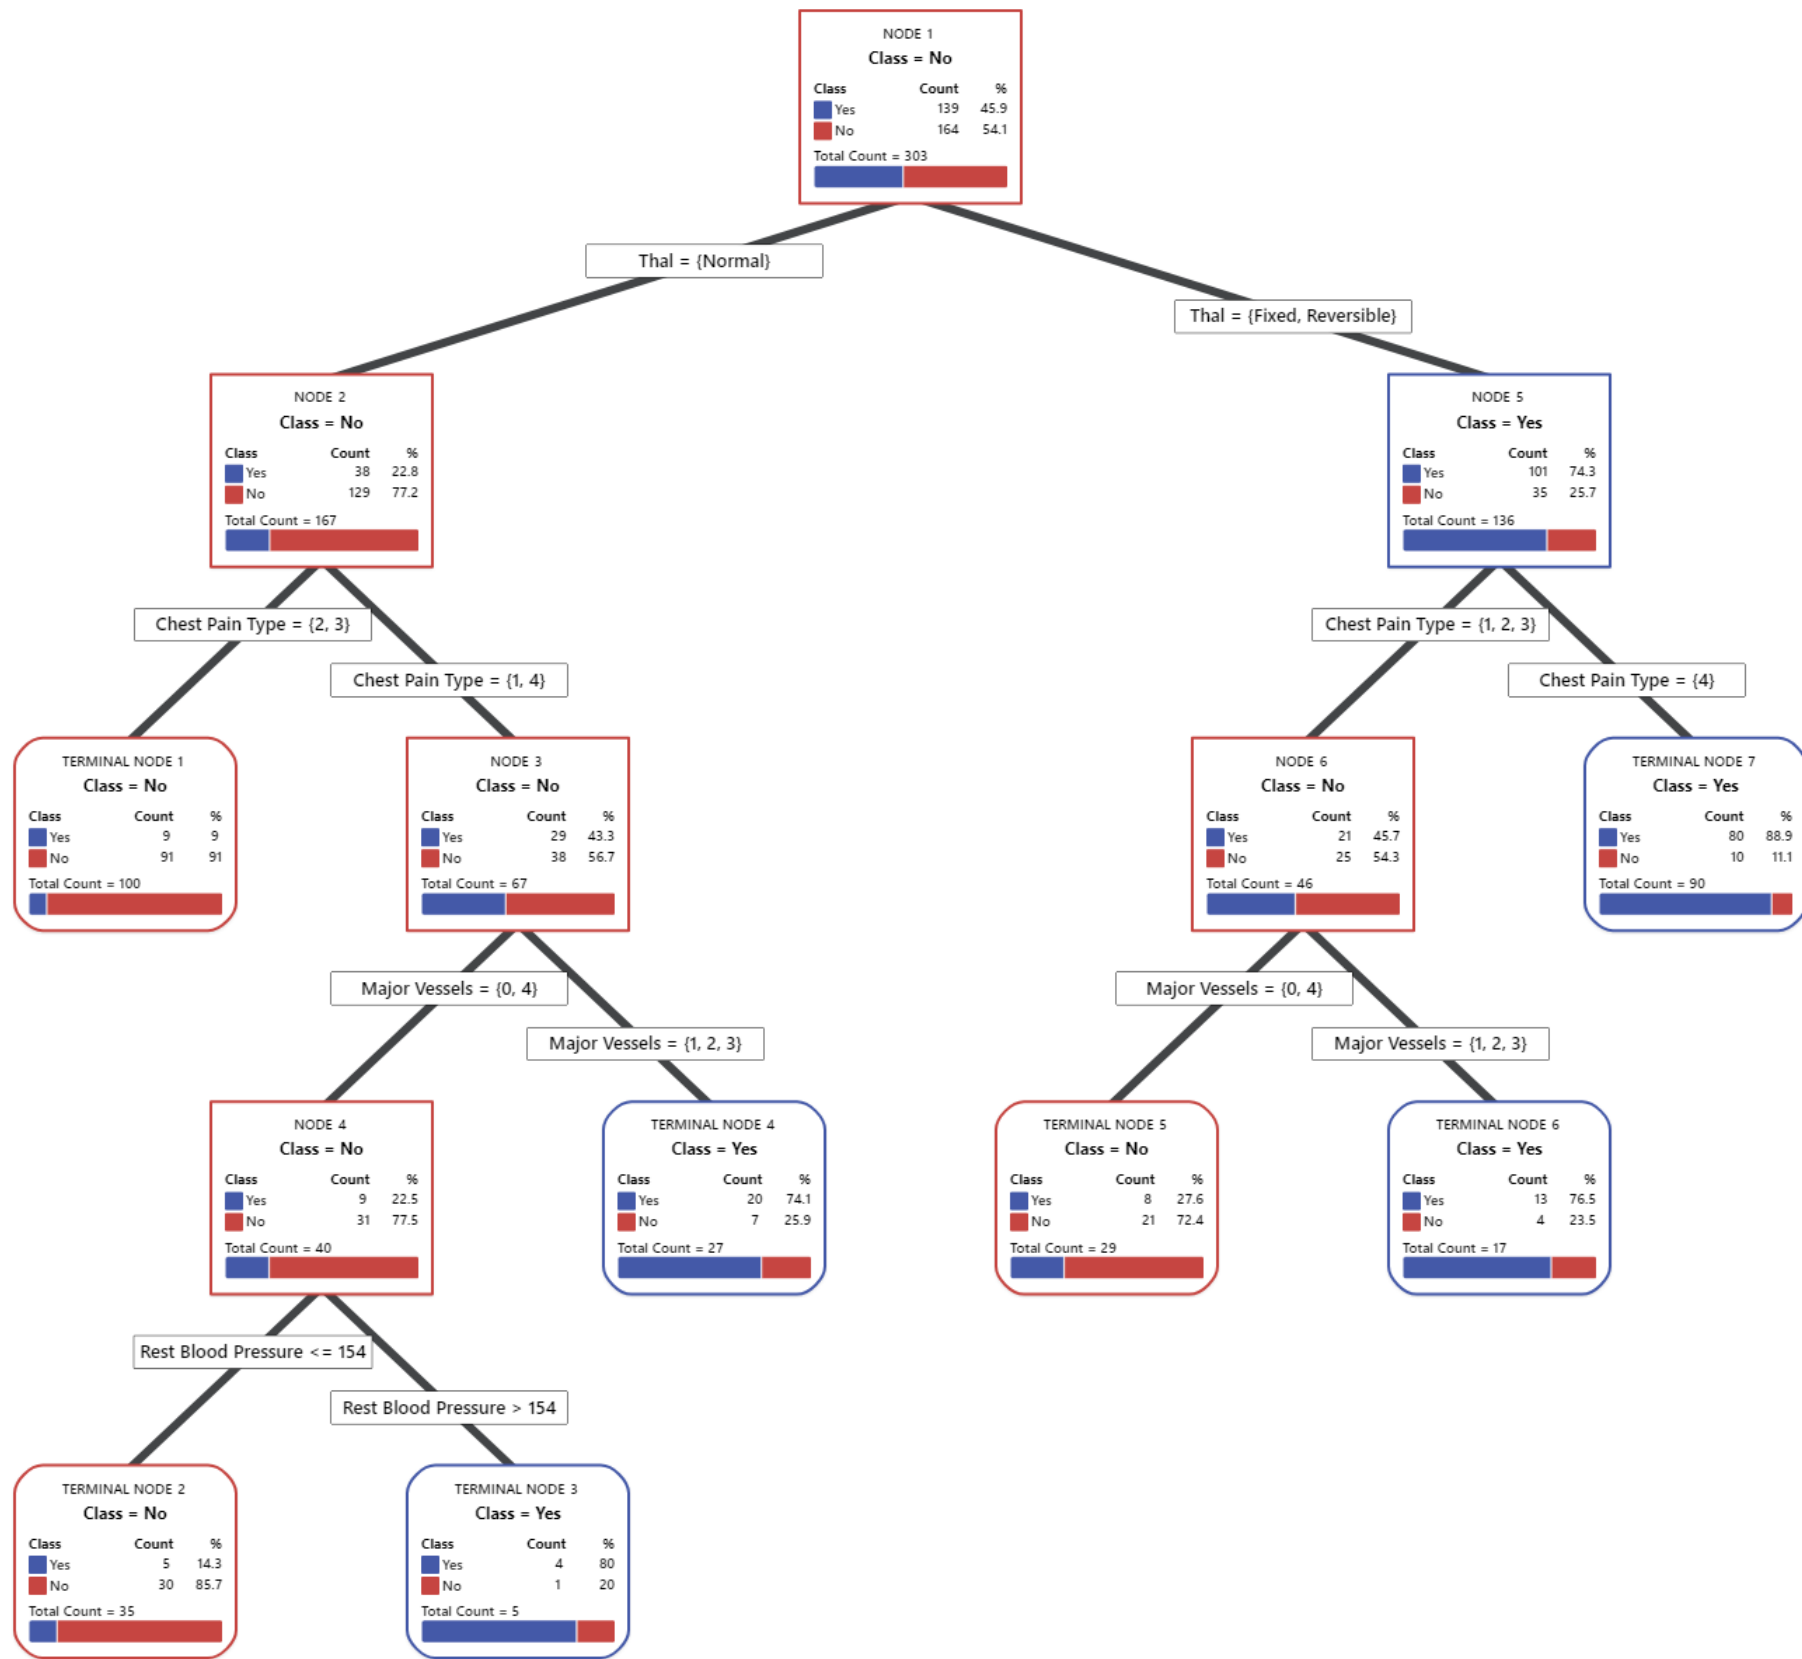 NODE 1
Class = No
Class Count %
Yes 139 45.9
No 164 54.1
Total Count = 303
Thal = {Normal}
Thal = {Fixed, Reversible}
NODE 2
Class = No
Class Count %
Yes 38 22.8
No 129 77.2
Total Count = 167
NODE 5
Class = Yes
Class Count %
Yes 101 74.3
No 35 25.7
Total Count = 136
Chest Pain Type = {2, 3}
Chest Pain Type = {1, 4}
Chest Pain Type = {1, 2, 3}
Chest Pain Type = {4}
TERMINAL NODE 1
Class = No
Class Count %
Yes 9 9
No 91 91
Total Count = 100
NODE 3
Class = No
Class Count %
Yes 29 43.3
No 38 56.7
Total Count = 67
NODE 6
Class = No
Class Count %
Yes 21 45.7
No 25 54.3
Total Count = 46
TERMINAL NODE 7
Class = Yes
Class Count %
Yes 80 88.9
No 10 11.1
Total Count = 90
Major Vessels = {0, 4}
Major Vessels = {1, 2, 3}
Major Vessels = {0, 4}
Major Vessels = {1, 2, 3}
NODE 4
Class = No
Class Count %
Yes 9 22.5
No 31 77.5
Total Count = 40
TERMINAL NODE 4
Class = Yes
Class Count %
Yes 20 74.1
No 7 25.9
Total Count = 27
TERMINAL NODE 5
Class = No
Class Count %
Yes 8 27.6
No 21 72.4
Total Count = 29
TERMINAL NODE 6
Class = Yes
Class Count %
Yes 13 76.5
No 4 23.5
Total Count = 17
Rest Blood Pressure <= 154
Rest Blood Pressure > 154
TERMINAL NODE 2
Class = No
Class Count %
Yes 5 14.3
No 30 85.7
Total Count = 35
TERMINAL NODE 3
Class = Yes
Class Count %
Yes 4 80
No 1 20
Total Count = 5